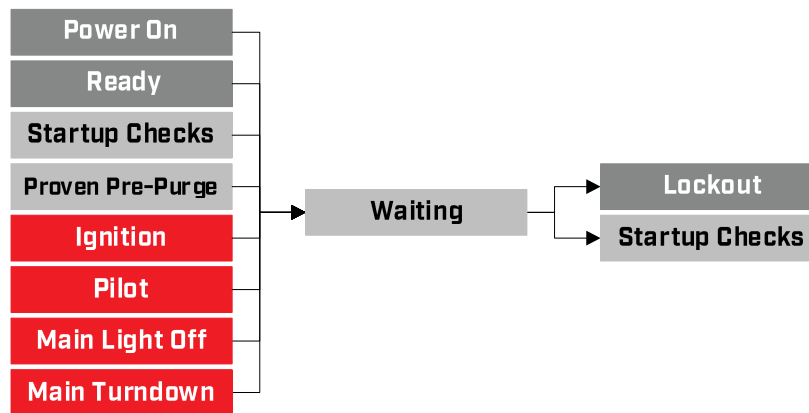 Power On
Ready
Startup Checks
Proven Pre-Purge
Ignition
Pilot
Main Light Off
Main Turndown
Waiting
Lockout
Startup Checks